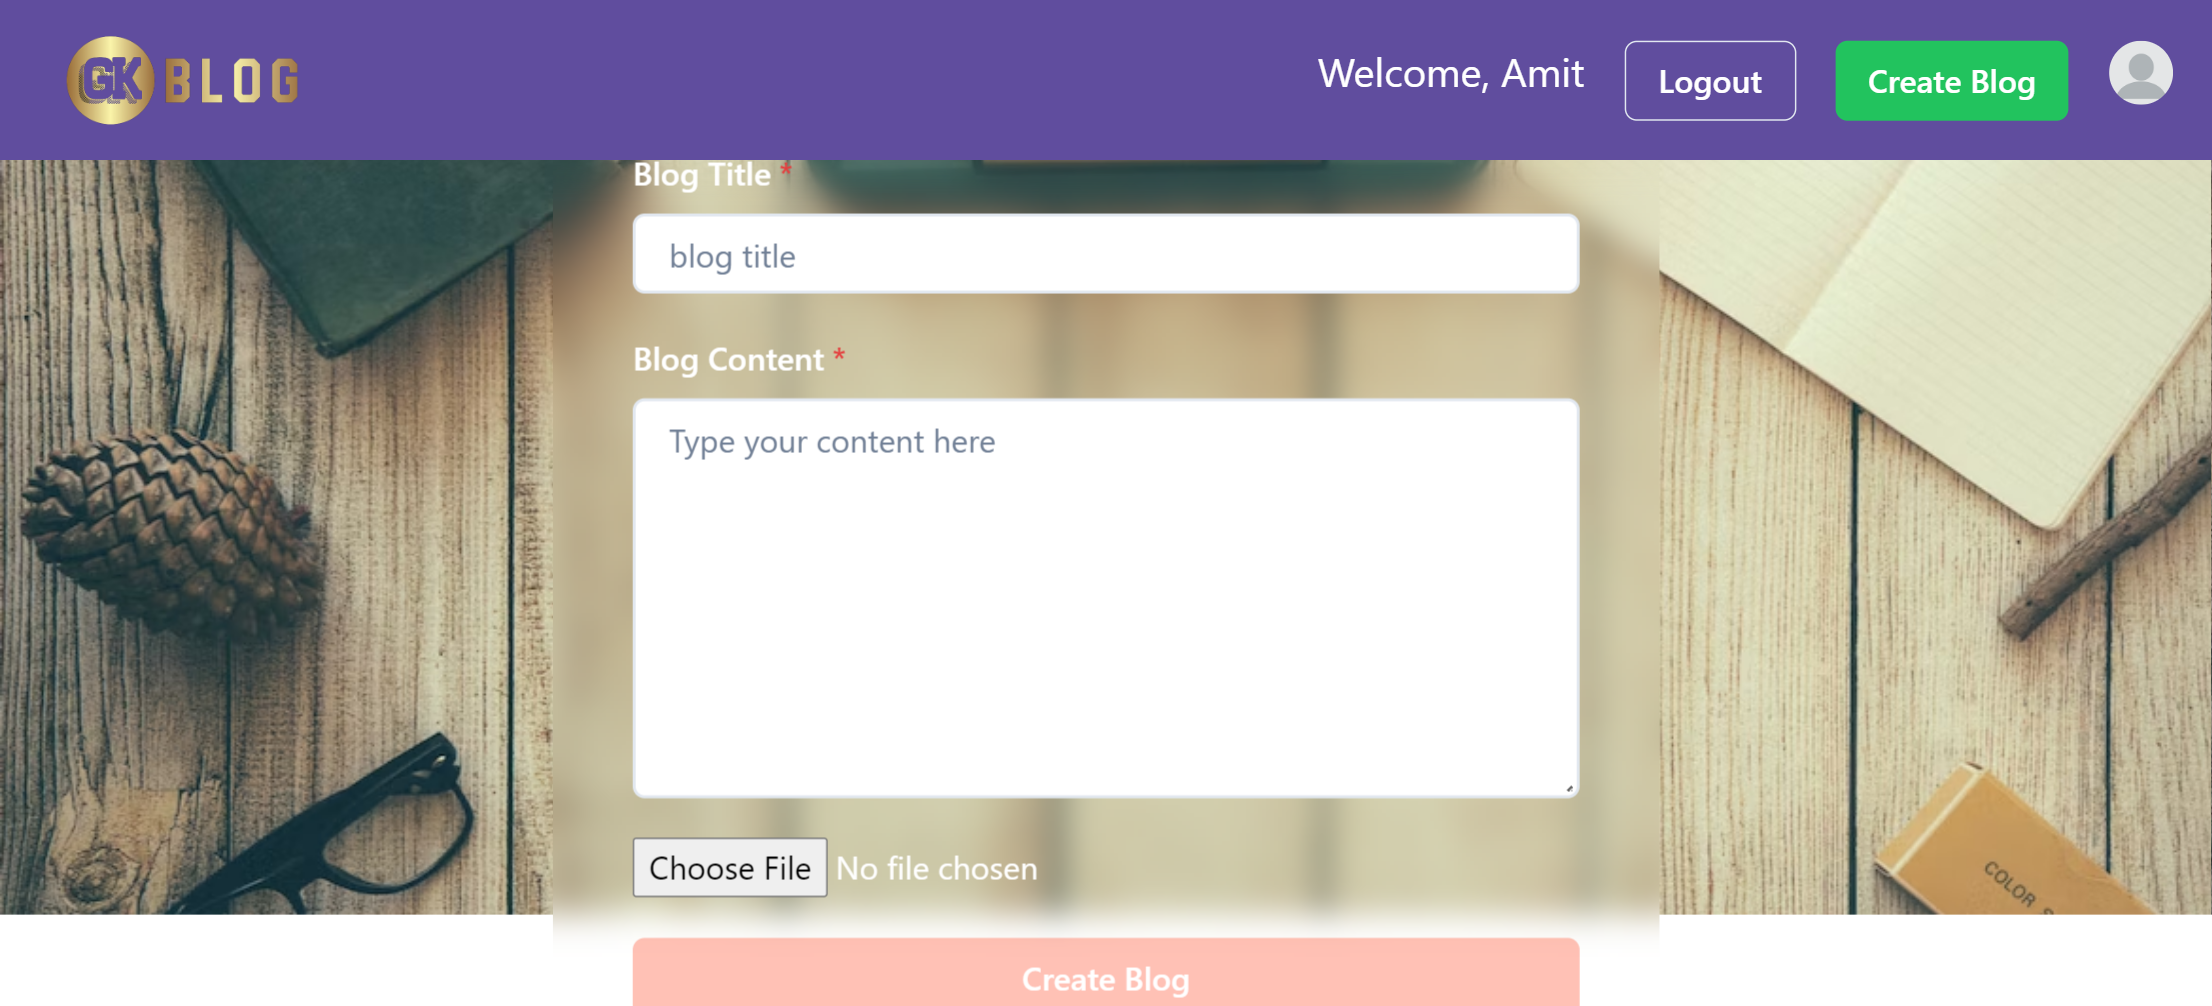 GK BLOG
Welcome, Amit
Logout
Create Blog
Blog Title *
blog title
Blog Content *
Type your content here
Choose File No file chosen
COLOR
Create Blog